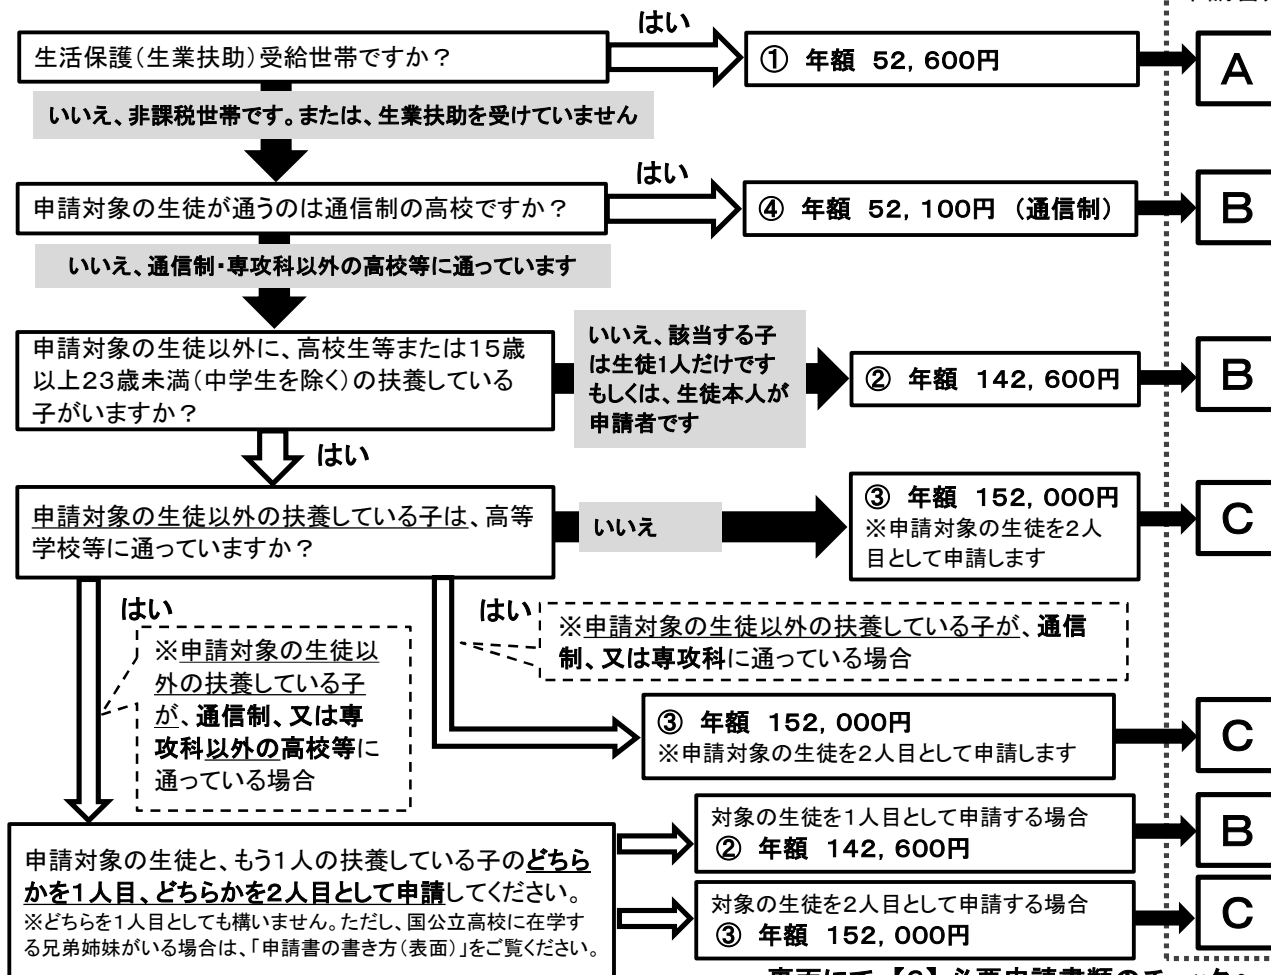 はい
生活保護(生業扶助)受給世帯ですか？
① 年額 52，600円
A
いいえ、非課税世帯です。または、生業扶助を受けていません
はい
申請対象の生徒が通うのは通信制の高校ですか？
④ 年額 52，100円 (通信制)
B
いいえ、通信制・専攻科以外の高校等に通っています
申請対象の生徒以外に、高校生等または15歳
以上23歳未満(中学生を除く)の扶養している
子がいますか？
いいえ、該当する子
は生徒1人だけです
もしくは、生徒本人が
申請者です
② 年額 142，600円
B
はい
申請対象の生徒以外の扶養している子は、高等
学校等に通っていますか？
いいえ
③ 年額 152，000円
※申請対象の生徒を2人
目として申請します
C
はい
※申請対象の生徒以
外の扶養している子
が、通信制、又は専
攻科以外の高校等に
通っている場合
はい
※申請対象の生徒以外の扶養している子が、通信
制、又は専攻科に通っている場合
③ 年額 152，000円
※申請対象の生徒を2人目として申請します
C
申請対象の生徒と、もう1人の扶養している子のどちら
かを1人目、どちらかを2人目として申請してください。
※どちらを1人目としても構いません。ただし、国公立高校に在学す
る兄弟姉妹がいる場合は、「申請書の書き方(表面)」をご覧ください。
対象の生徒を1人目として申請する場合
② 年額 142，600円
B
対象の生徒を2人目として申請する場合
③ 年額 152，000円
C